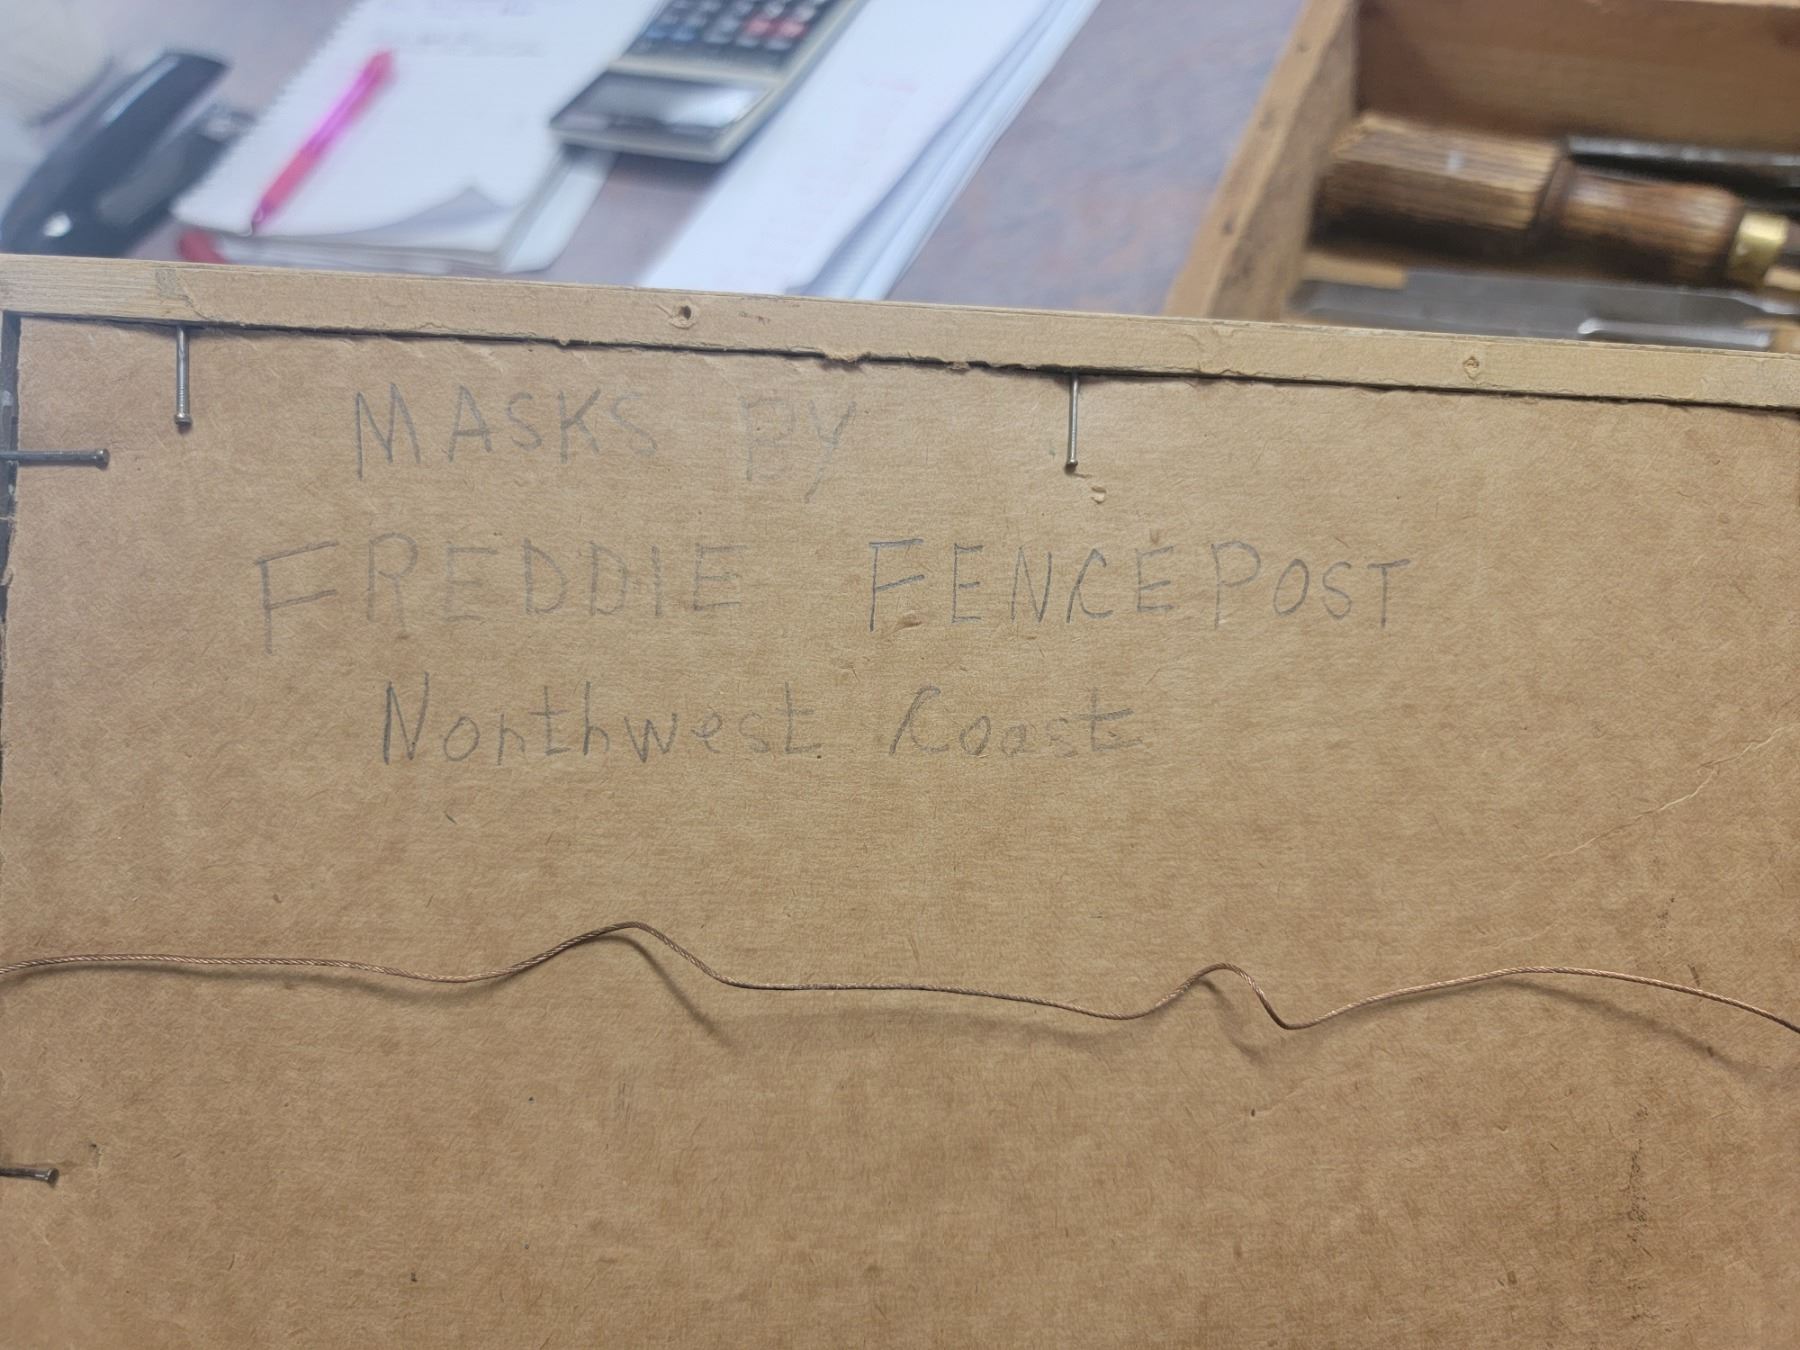 MASKS BY
FREDDIE FENCEPOST
Northwest Coast